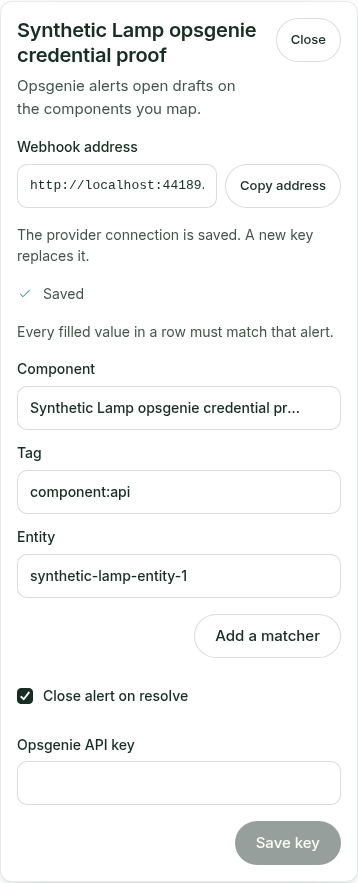 Synthetic Lamp opsgenie
credential proof
Close
Opsgenie alerts open drafts on
the components you map.
Webhook address
http://localhost:44189.
Copy address
The provider connection is saved. A new key
replaces it.
Saved
Every filled value in a row must match that alert.
Component
Synthetic Lamp opsgenie credential pr...
Tag
component:api
Entity
synthetic-lamp-entity-1
Add a matcher
Close alert on resolve
Opsgenie API key
Save key